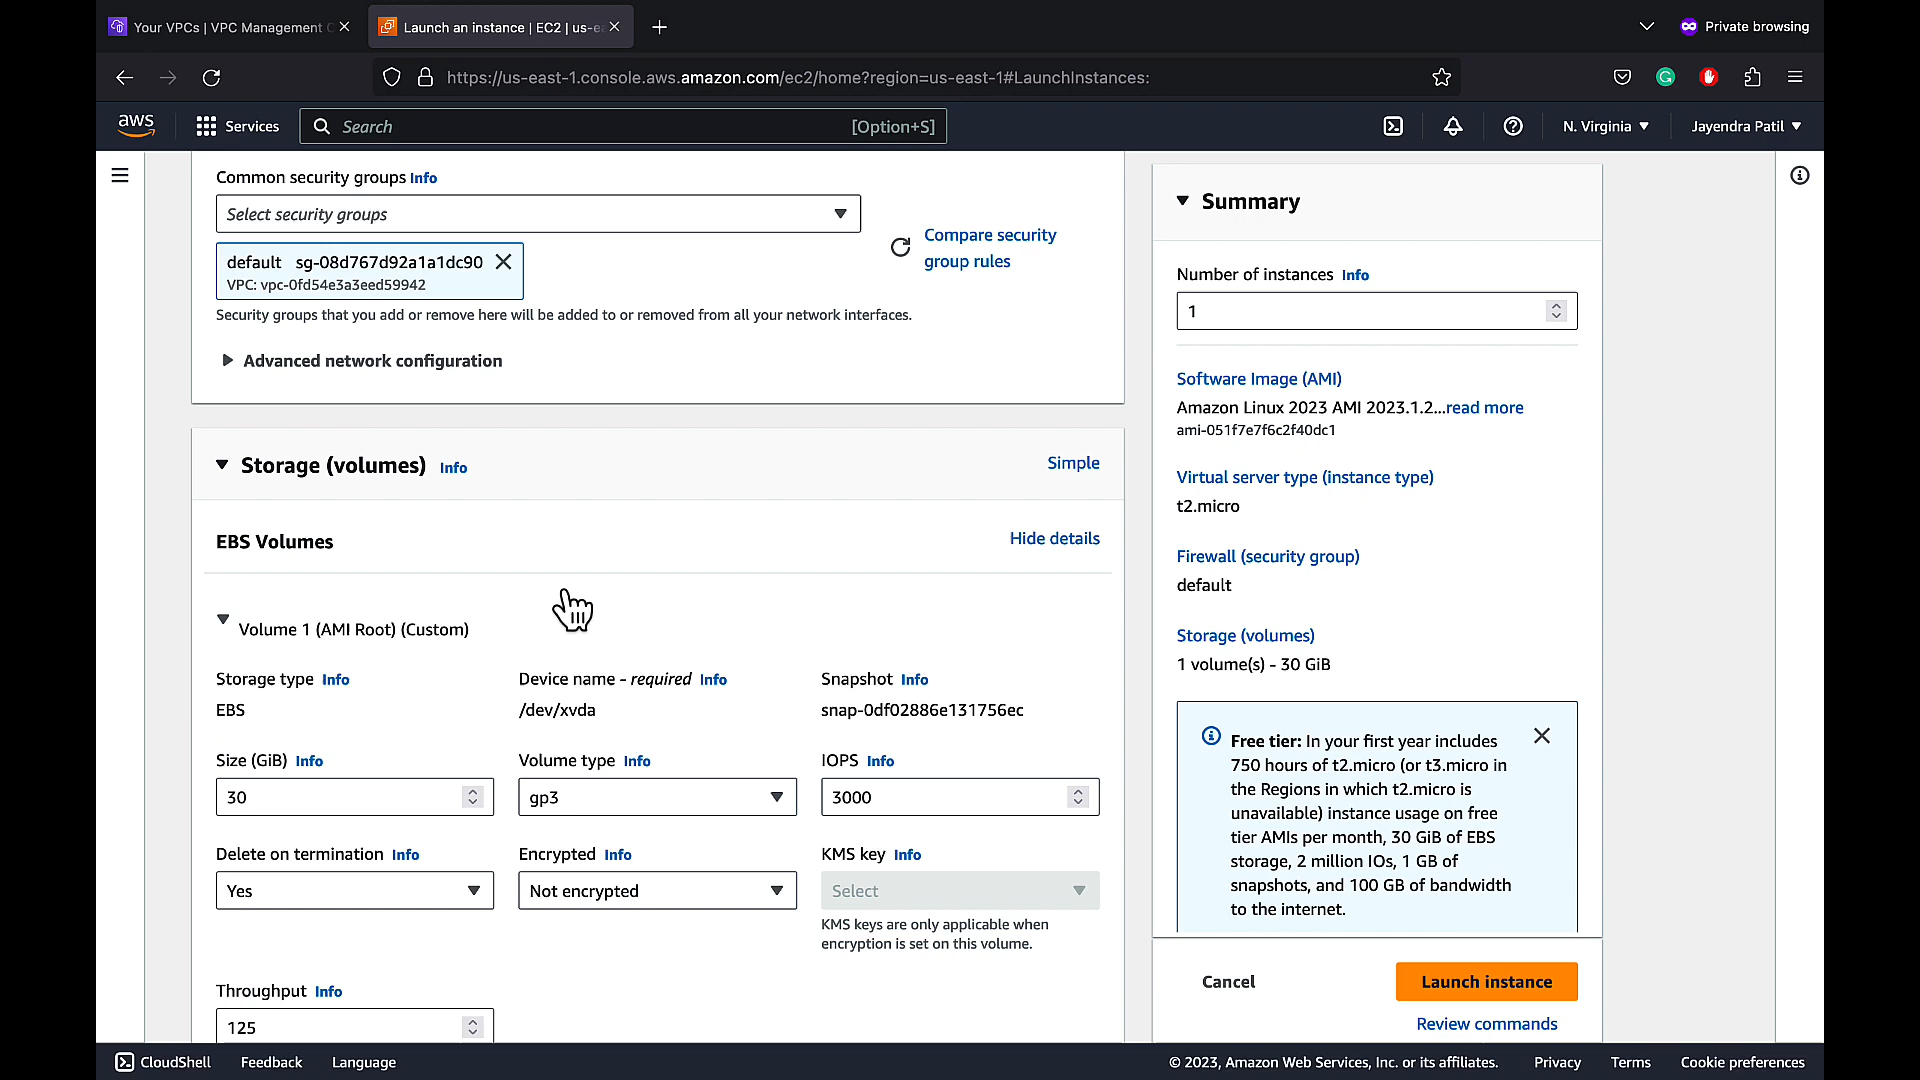 Your VPCs | VPC Management C
Launch an instance | EC2 | us-ea
Private browsing
https://us-east-1.console.aws.amazon.com/ec2/home?region=us-east-1#LaunchInstances:
aws
Services
Search
[Option+S]
N. Virginia
Jayendra Patil
Common security groups Info
Select security groups
default sg-08d767d92a1a1dc90
VPC: vpc-0fd54e3a3eed59942
Compare security
group rules
Security groups that you add or remove here will be added to or removed from all your network interfaces.
Advanced network configuration
Storage (volumes) Info
Simple
EBS Volumes
Hide details
Volume 1 (AMI Root) (Custom)
Storage type Info
Device name - required Info
Snapshot Info
EBS
/dev/xvda
snap-0df02886e131756ec
Size (GiB) Info
Volume type Info
IOPS Info
30
gp3
3000
Delete on termination Info
Encrypted Info
KMS key Info
Yes
Not encrypted
Select
KMS keys are only applicable when
encryption is set on this volume.
Throughput Info
125
Summary
Number of instances Info
1
Software Image (AMI)
Amazon Linux 2023 AMI 2023.1.2...read more
ami-051f7e7f6c2f40dc1
Virtual server type (instance type)
t2.micro
Firewall (security group)
default
Storage (volumes)
1 volume(s) - 30 GiB
Free tier: In your first year includes
750 hours of t2.micro (or t3.micro in
the Regions in which t2.micro is
unavailable) instance usage on free
tier AMIs per month, 30 GiB of EBS
storage, 2 million IOs, 1 GB of
snapshots, and 100 GB of bandwidth
to the internet.
Cancel
Launch instance
Review commands
CloudShell
Feedback
Language
© 2023, Amazon Web Services, Inc. or its affiliates.
Privacy
Terms
Cookie preferences